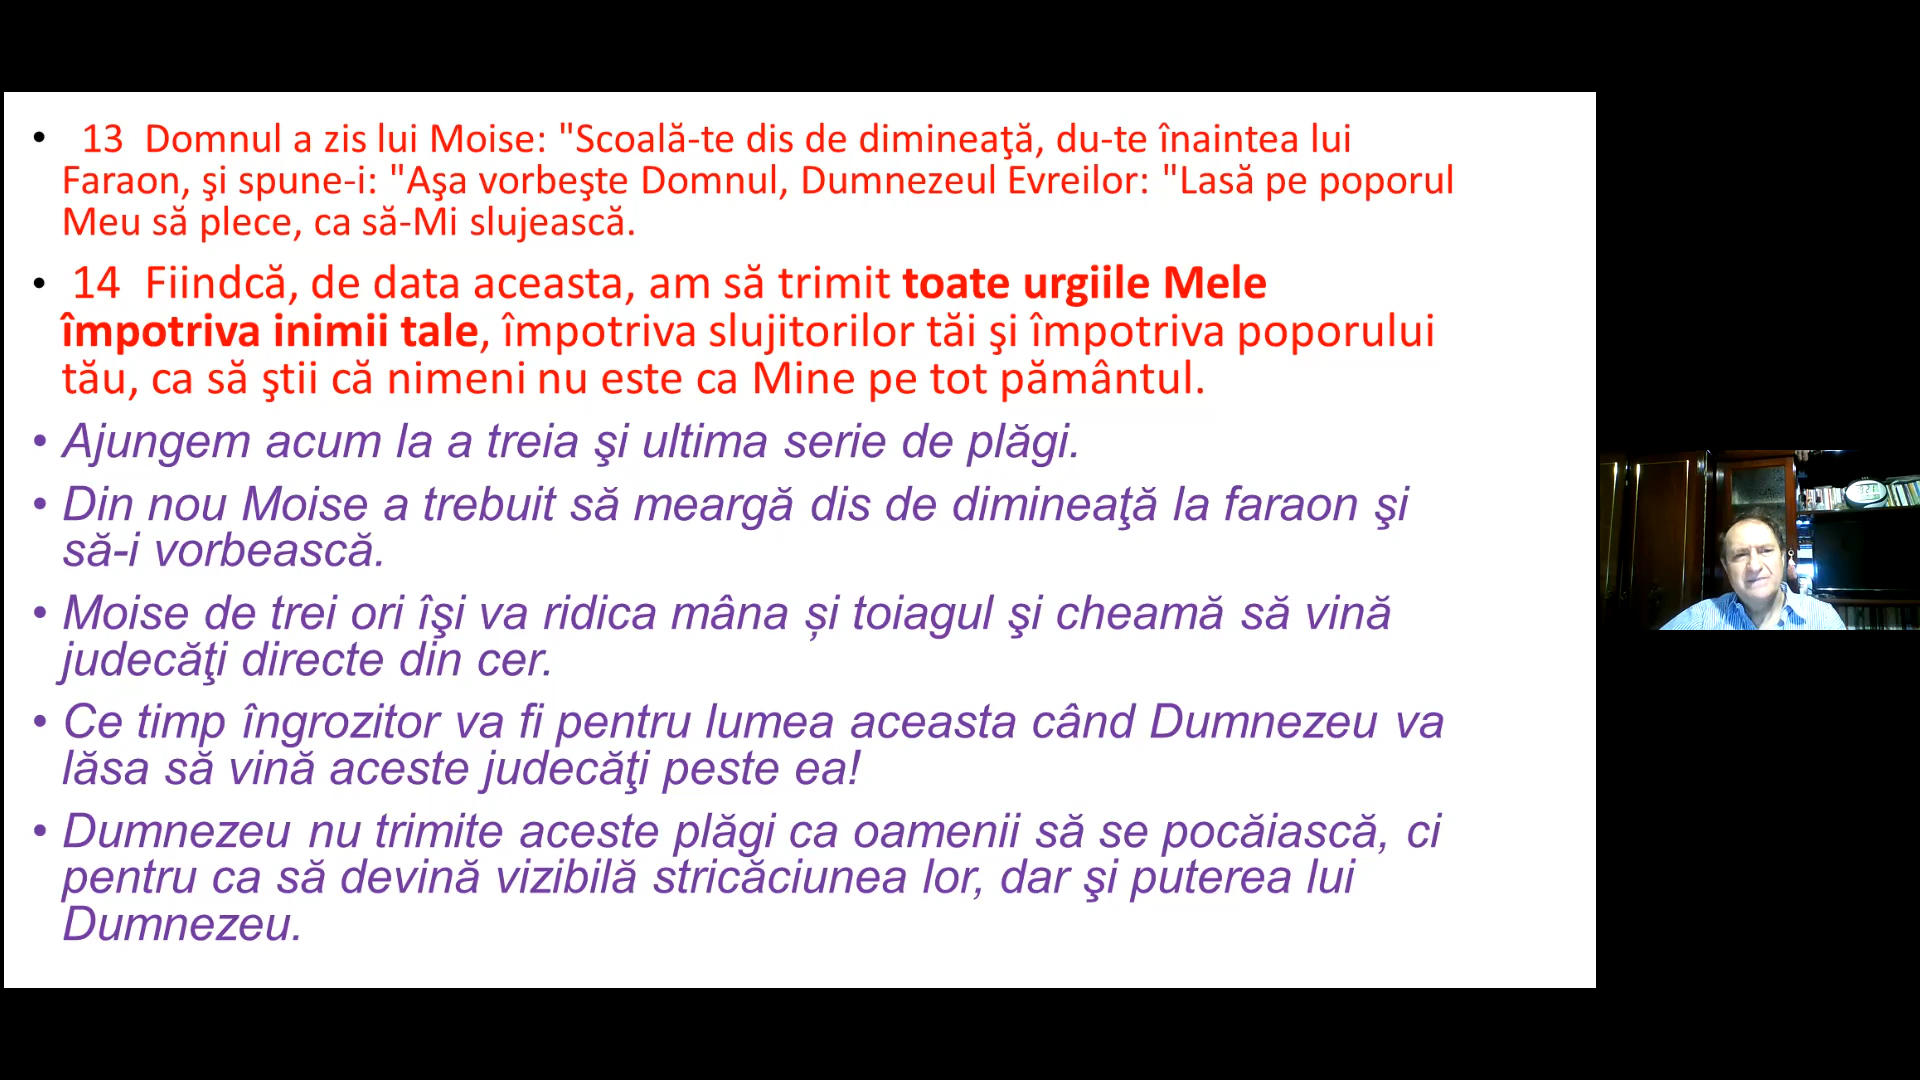 • 13 Domnul a zis lui Moise: "Scoală-te dis de dimineaţă, du-te înaintea lui
Faraon, şi spune-i: "Aşa vorbeşte Domnul, Dumnezeul Evreilor: "Lasă pe poporul
Meu să plece, ca să-Mi slujească.
• 14 Fiindcă, de data aceasta, am să trimit toate urgiile Mele
împotriva inimii tale, împotriva slujitorilor tăi şi împotriva poporului
tău, ca să ştii că nimeni nu este ca Mine pe tot pământul.
• Ajungem acum la a treia şi ultima serie de plăgi.
• Din nou Moise a trebuit să meargă dis de dimineaţă la faraon şi
să-i vorbească.
• Moise de trei ori îşi va ridica mâna și toiagul şi cheamă să vină
judecăţi directe din cer.
• Ce timp îngrozitor va fi pentru lumea aceasta când Dumnezeu va
lăsa să vină aceste judecăţi peste ea!
• Dumnezeu nu trimite aceste plăgi ca oamenii să se pocăiască, ci
pentru ca să devină vizibilă stricăciunea lor, dar şi puterea lui
Dumnezeu.